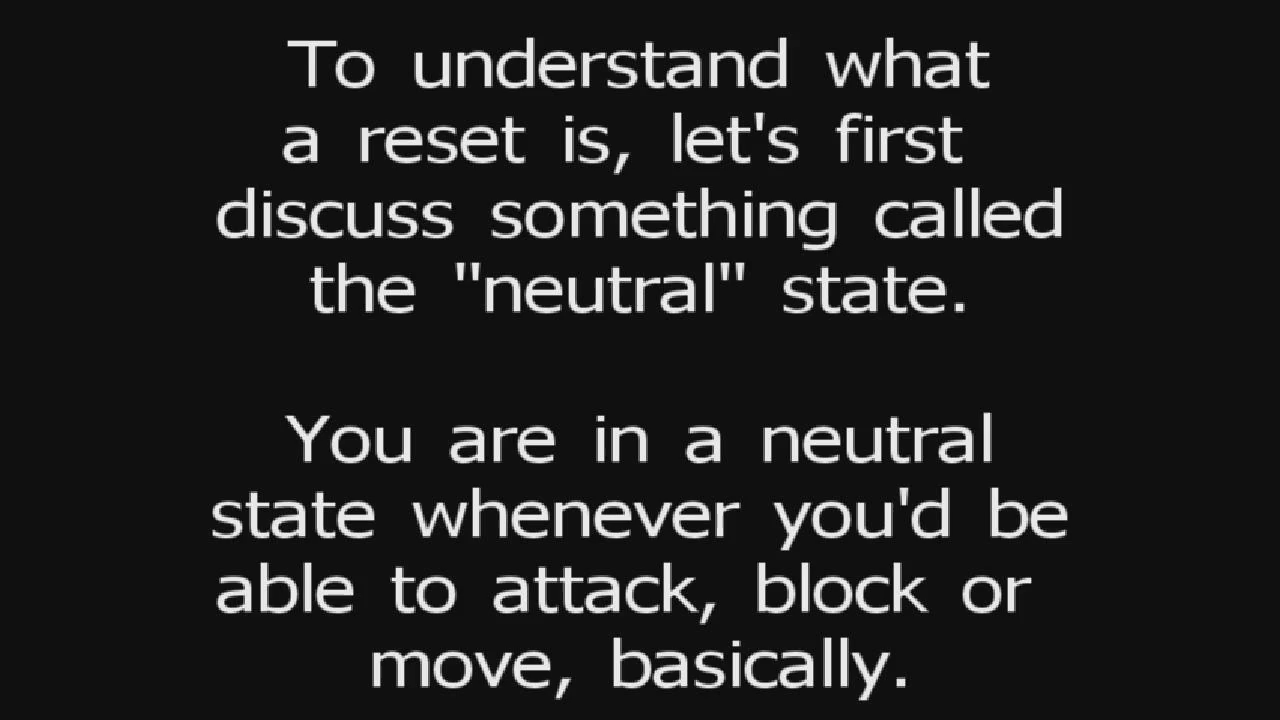 To understand what
a reset is, let's first
discuss something called
the "neutral" state.
You are in a neutral
state whenever you'd be
able to attack, block or
move, basically.